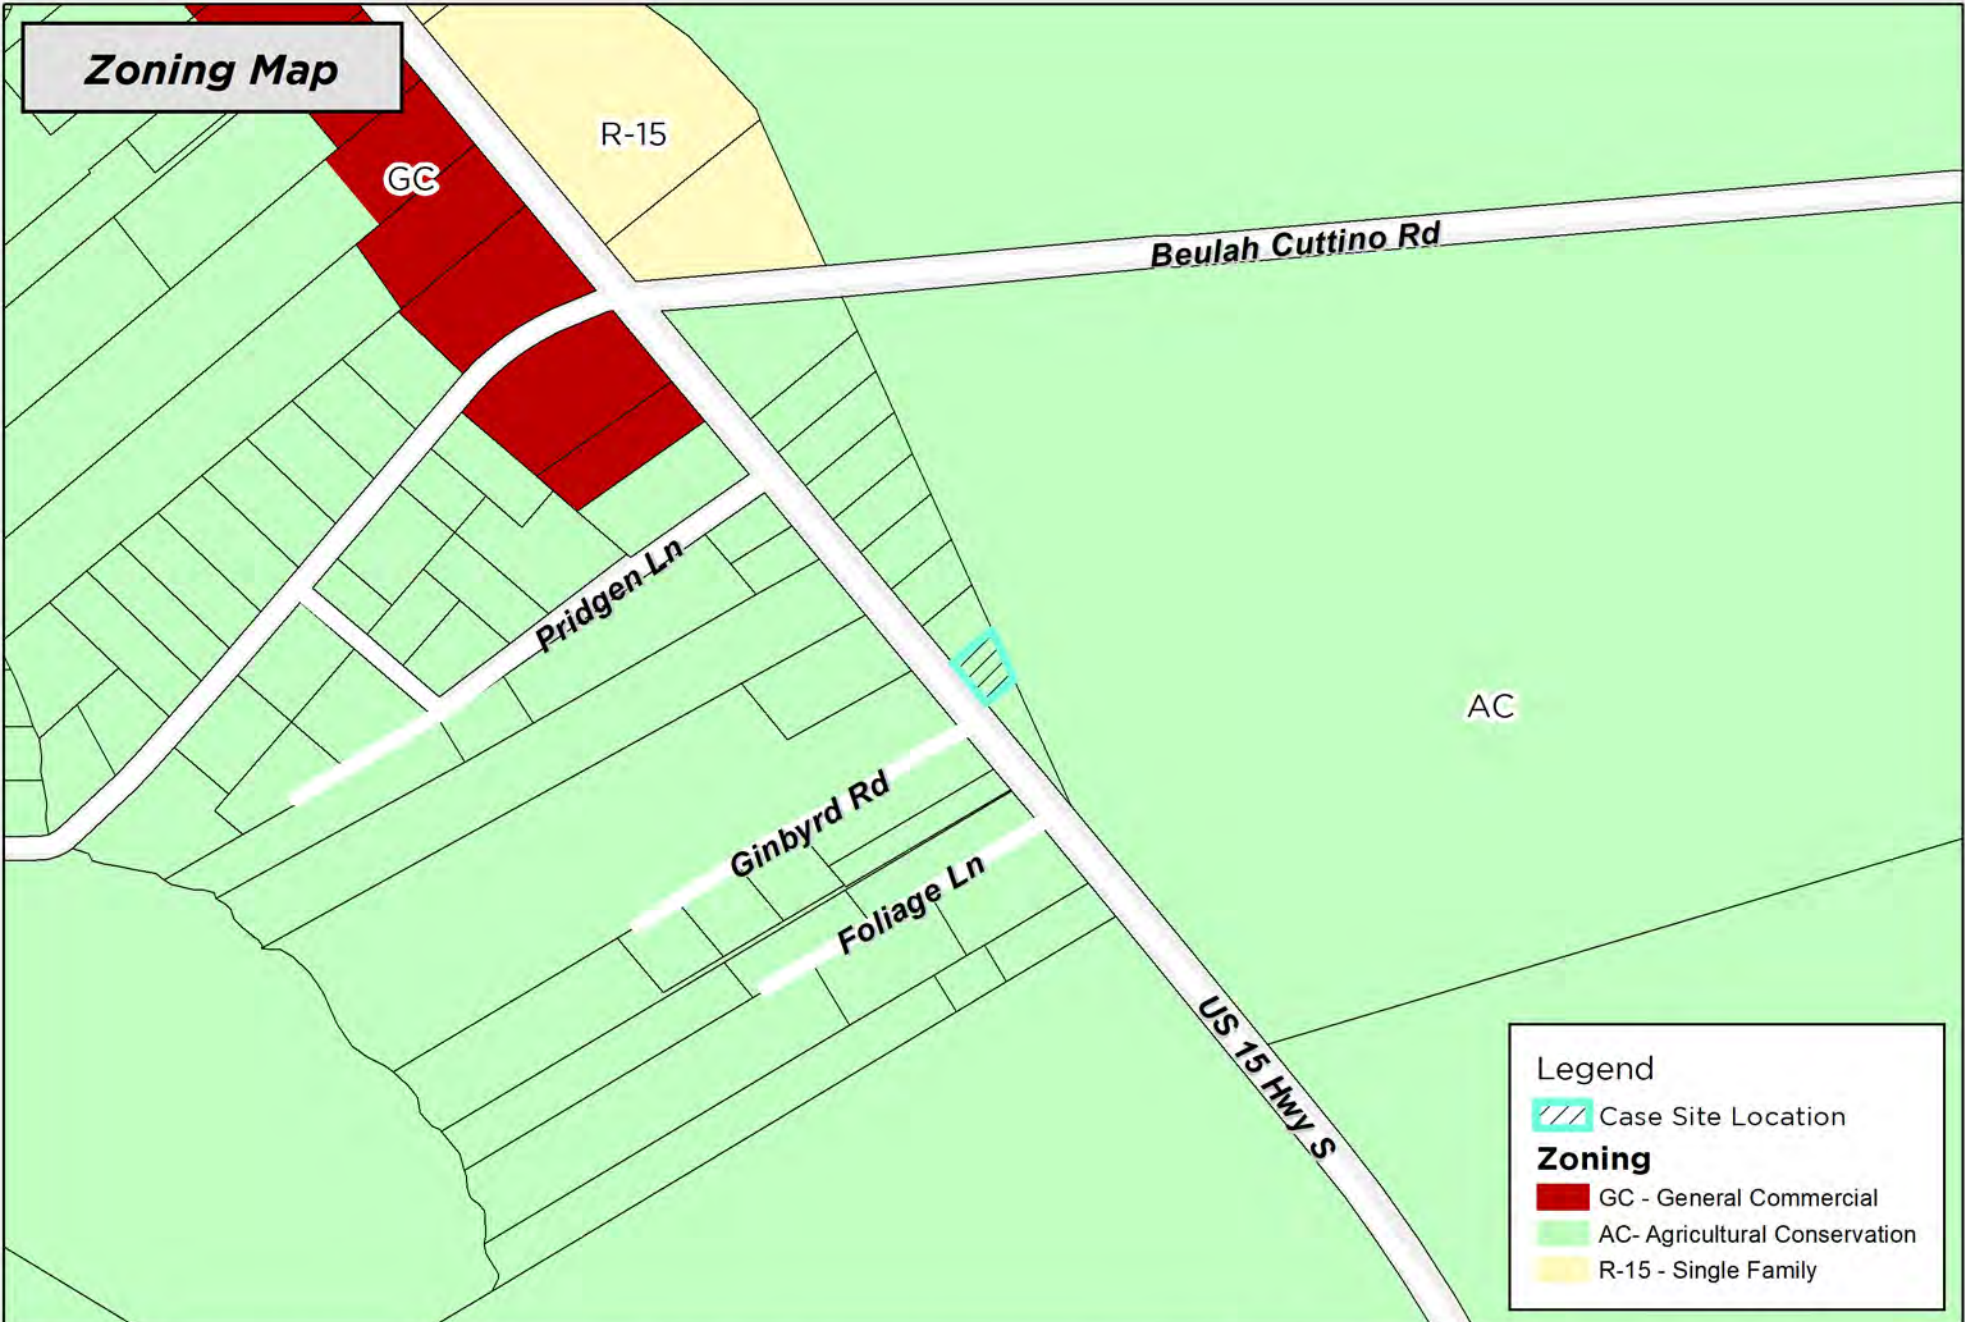 Zoning Map
R-15
GC
Beulah Cuttino Rd
Pridgen Ln
AC
Ginbyrd Rd
Foliage Ln
US 15 Hwy S
Legend
Case Site Location
Zoning
GC - General Commercial
AC- Agricultural Conservation
R-15 - Single Family